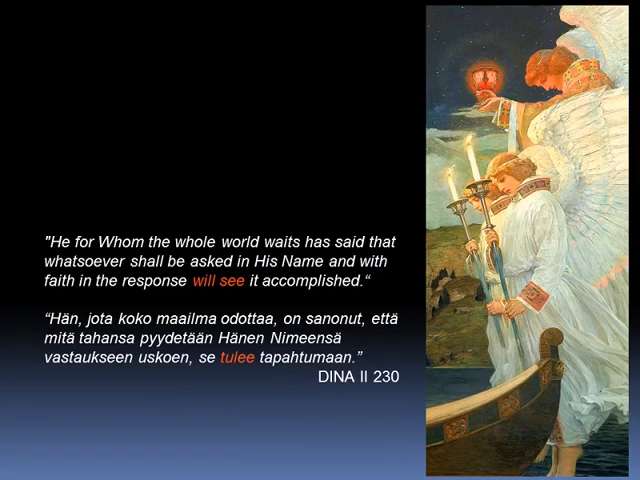 "He for Whom the whole world waits has said that
whatsoever shall be asked in His Name and with
faith in the response will see it accomplished.“
“Hän, jota koko maailma odottaa, on sanonut, että
mitä tahansa pyydetään Hänen Nimeensä
vastaukseen uskoen, se tulee tapahtumaan.”
DINA II 230